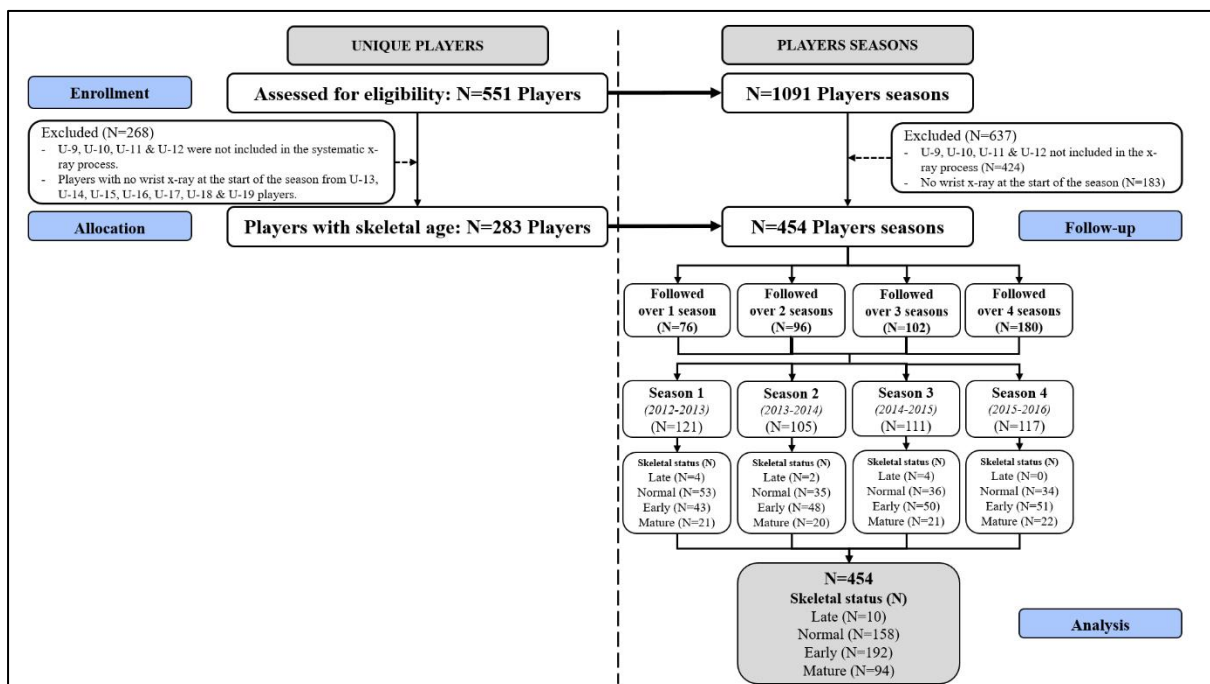 UNIQUE PLAYERS
PLAYERS SEASONS
Enrollment
Assessed for eligibility: N=551 Players
N=1091 Players seasons
Excluded (N=268)
- U-9, U-10, U-11 & U-12 were not included in the systematic x-
ray process.
- Players with no wrist x-ray at the start of the season from U-13,
U-14, U-15, U-16, U-17, U-18 & U-19 players.
Excluded (N=637)
- U-9, U-10, U-11 & U-12 not included in the x-
ray process (N=424)
- No wrist x-ray at the start of the season (N=183)
Allocation
Players with skeletal age: N=283 Players
N=454 Players seasons
Follow-up
Followed
over 1 season
(N=76)
Followed
over 2 seasons
(N=96)
Followed
over 3 seasons
(N=102)
Followed
over 4 seasons
(N=180)
Season 1
(2012-2013)
(N=121)
Season 2
(2013-2014)
(N=105)
Season 3
(2014-2015)
(N=111)
Season 4
(2015-2016)
(N=117)
Skeletal status (N)
Late (N=4)
Normal (N=53)
Early (N=43)
Mature (N=21)
Skeletal status (N)
Late (N=2)
Normal (N=35)
Early (N=48)
Mature (N=20)
Skeletal status (N)
Late (N=4)
Normal (N=36)
Early (N=50)
Mature (N=21)
Skeletal status (N)
Late (N=0)
Normal (N=34)
Early (N=51)
Mature (N=22)
N=454
Skeletal status (N)
Late (N=10)
Normal (N=158)
Early (N=192)
Mature (N=94)
Analysis